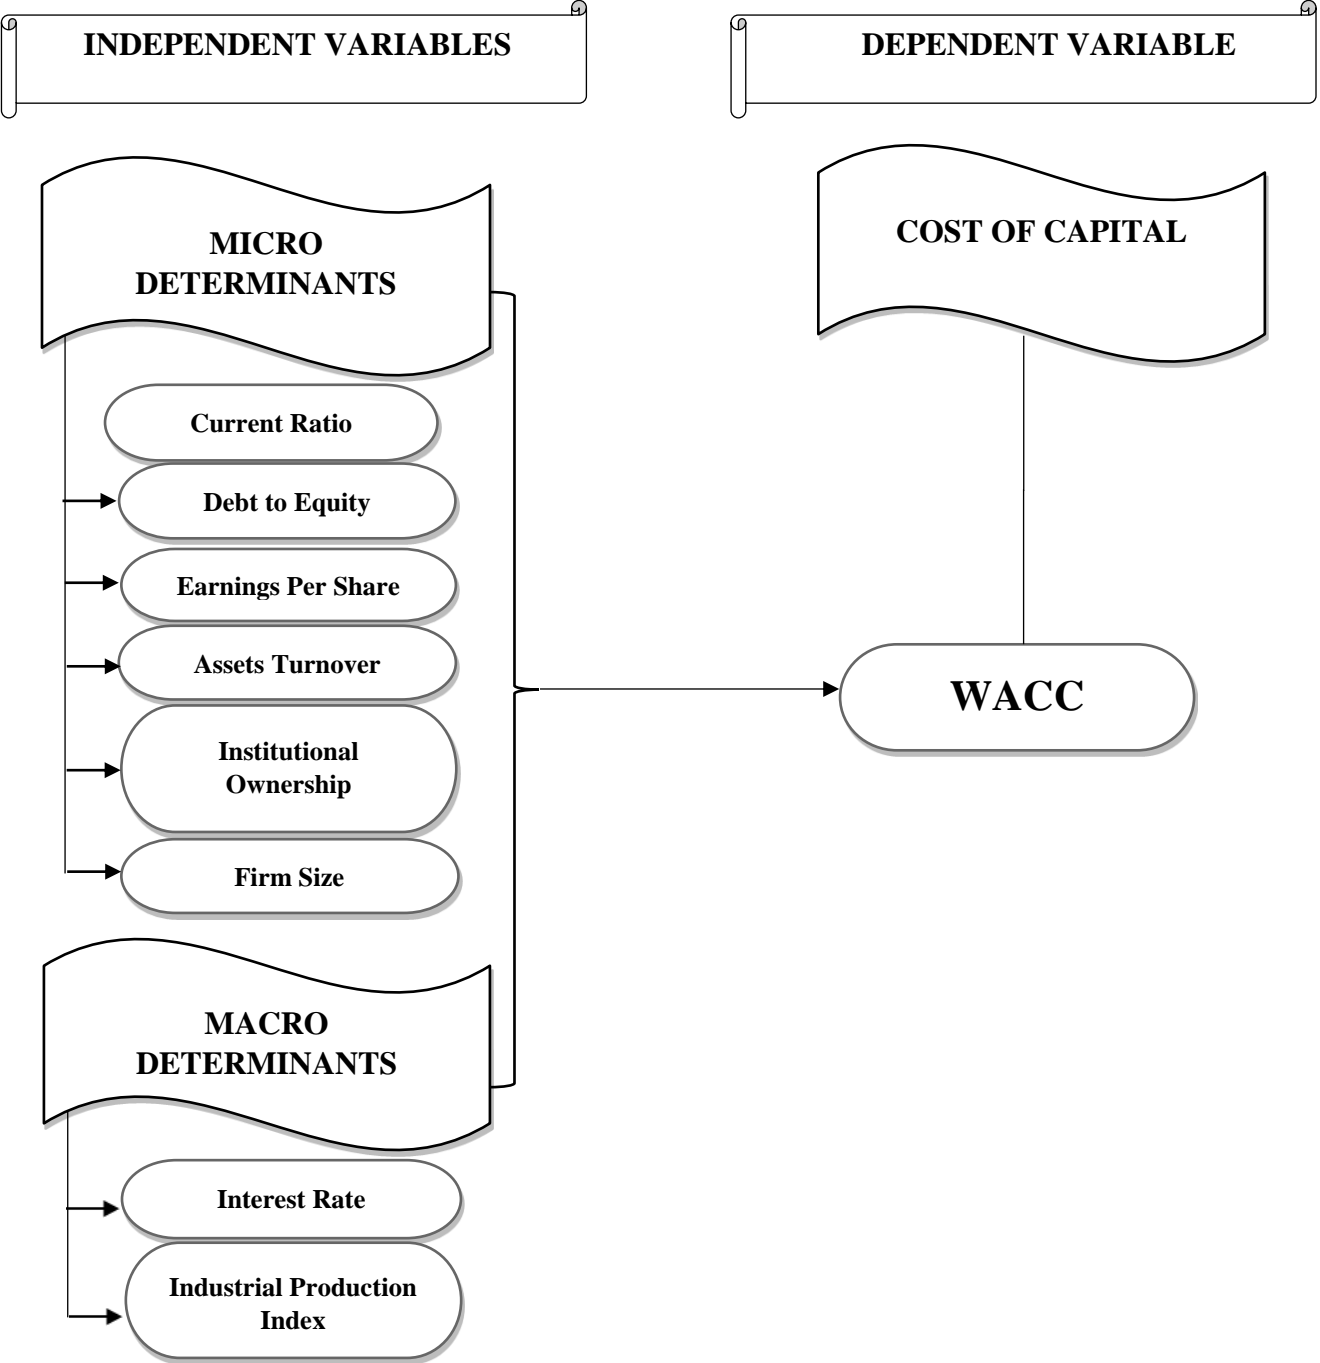 INDEPENDENT VARIABLES
DEPENDENT VARIABLE
MICRO
DETERMINANTS
COST OF CAPITAL
Current Ratio
Debt to Equity
Earnings Per Share
Assets Turnover
WACC
Institutional
Ownership
Firm Size
MACRO
DETERMINANTS
Interest Rate
Industrial Production
Index